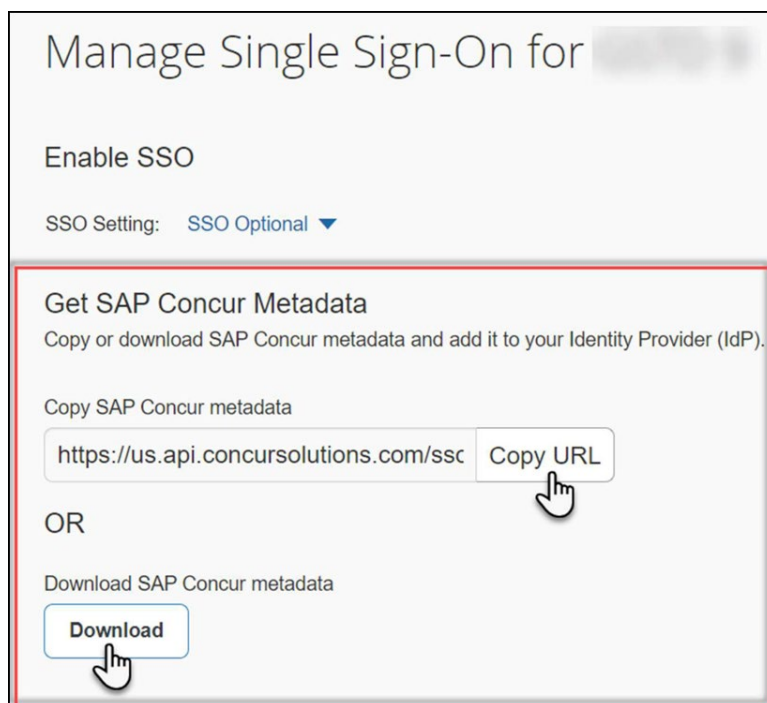 Manage Single Sign-On for
Enable SSO
SSO Setting: SSO Optional
Get SAP Concur Metadata
Copy or download SAP Concur metadata and add it to your Identity Provider (IdP).
Copy SAP Concur metadata
https://us.api.concursolutions.com/ssc Copy URL
OR
Download SAP Concur metadata
Download